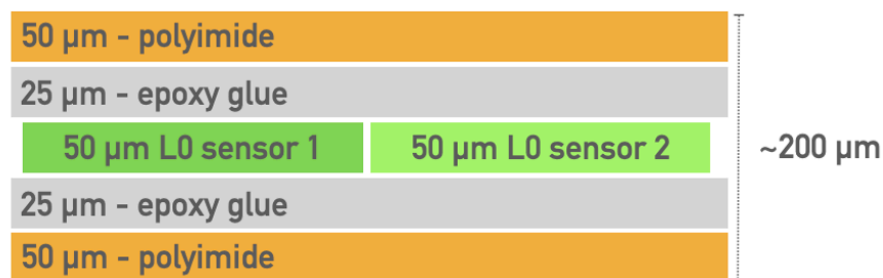 50 µm - polyimide
25 µm - epoxy glue
50 µm L0 sensor 1 50 µm L0 sensor 2
~200 µm
25 µm - epoxy glue
50 µm - polyimide